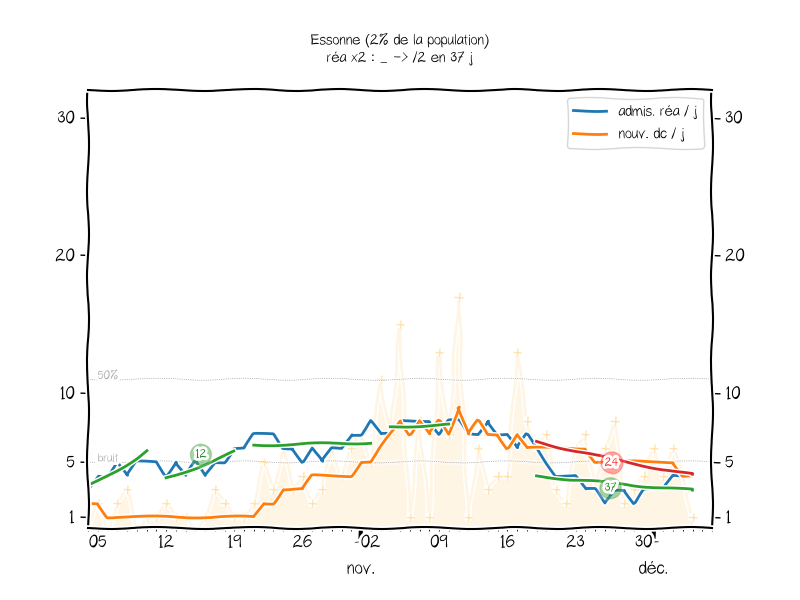 Essonne (2% de la population)
réa x2 : _ -> /2 en 37 j
admis. réa / j
nouv. dc / j
30
30
20
20
50%
10
10
12
bruit
5
5
24
37
1
1
05 12 19 26 02 09 16 23 30
nov. déc.